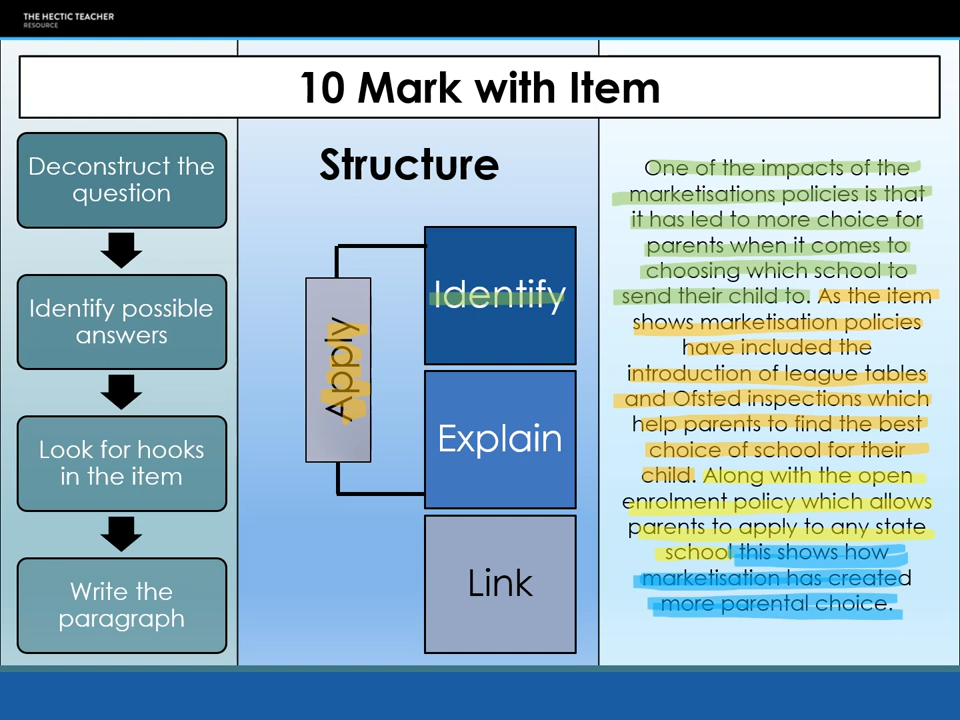 THE HECTIC TEACHER
RESOURCE
10 Mark with Item
Deconstruct the
question
Identify possible
answers
Look for hooks
in the item
Write the
paragraph
Structure
Apply
Identify
Explain
Link
One of the impacts of the
marketisations policies is that
it has led to more choice for
parents when it comes to
choosing which school to
send their child to. As the item
shows marketisation policies
have included the
introduction of league tables
and Ofsted inspections which
help parents to find the best
choice of school for their
child. Along with the open
enrolment policy which allows
parents to apply to any state
school this shows how
marketisation has created
more parental choice.